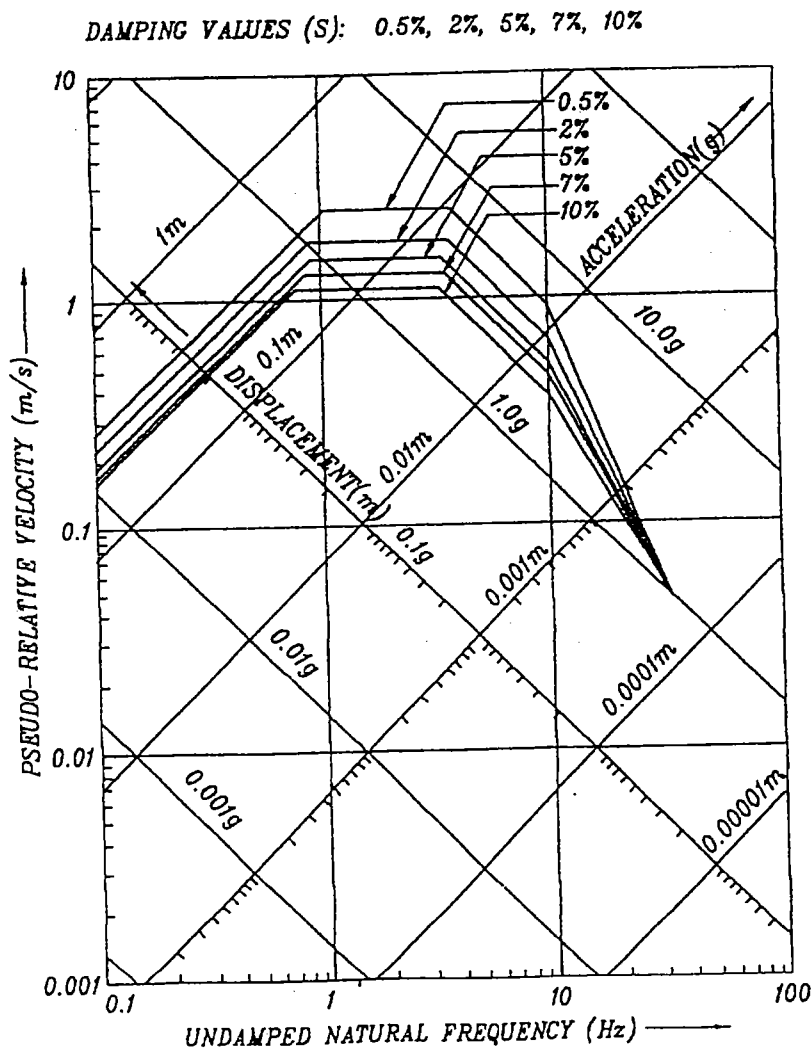 DAMPING VALUES (S): 0.5%, 2%, 5%, 7%, 10%
10
0.5%
2%
5%
7%
10%
ACCELERATION(g)
1m
1
0.1m
10.0g
DISPLACEMENT(m)
1.0g
0.01m
0.1
0.1g
0.001m
0.01g
0.0001m
0.01
0.001g
0.00001m
0.001
0.1
1
10
100
PSEUDO-RELATIVE VELOCITY (m/s)
UNDAMPED NATURAL FREQUENCY (Hz)